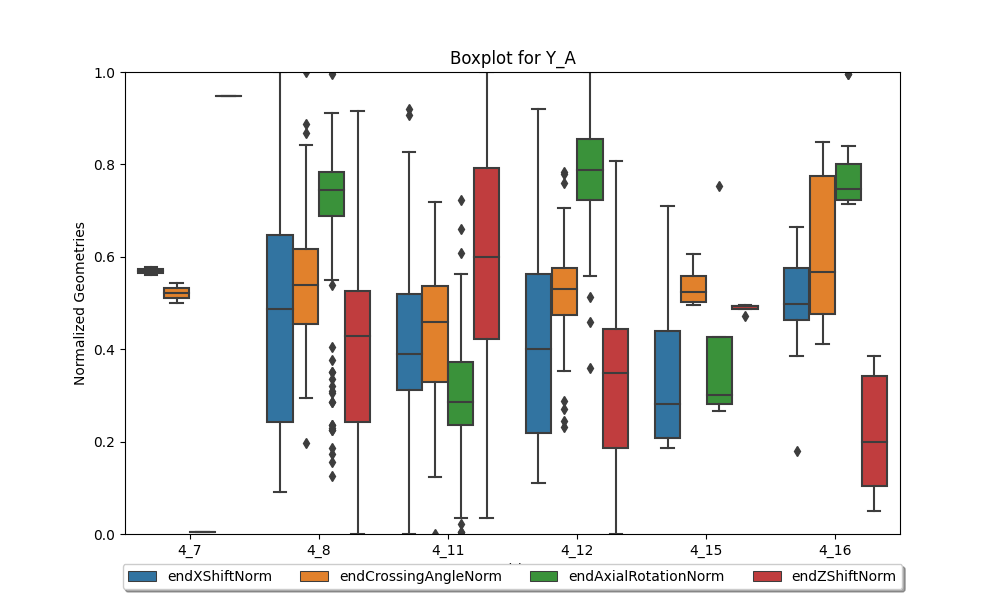 Boxplot for Y_A
Normalized Geometries
1.0
0.8
0.6
0.4
0.2
0.0
4_7 4_8 4_11 4_12 4_15 4_16
endXShiftNorm endCrossingAngleNorm endAxialRotationNorm endZShiftNorm